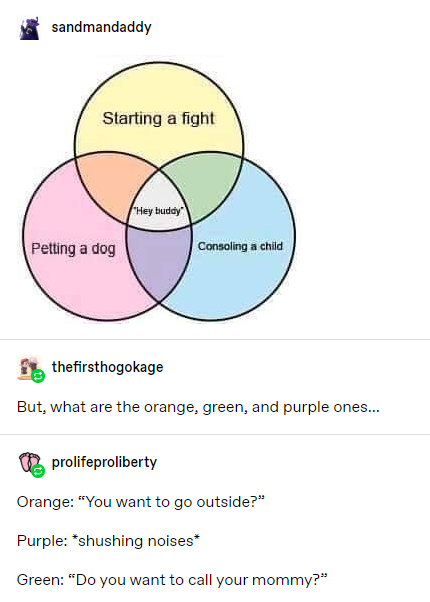 sandmandaddy
Starting a fight
"Hey buddy"
Petting a dog
Consoling a child
thefirsthogokage
But, what are the orange, green, and purple ones...
prolifeproliberty
Orange: “You want to go outside?”
Purple: *shushing noises*
Green: “Do you want to call your mommy?”